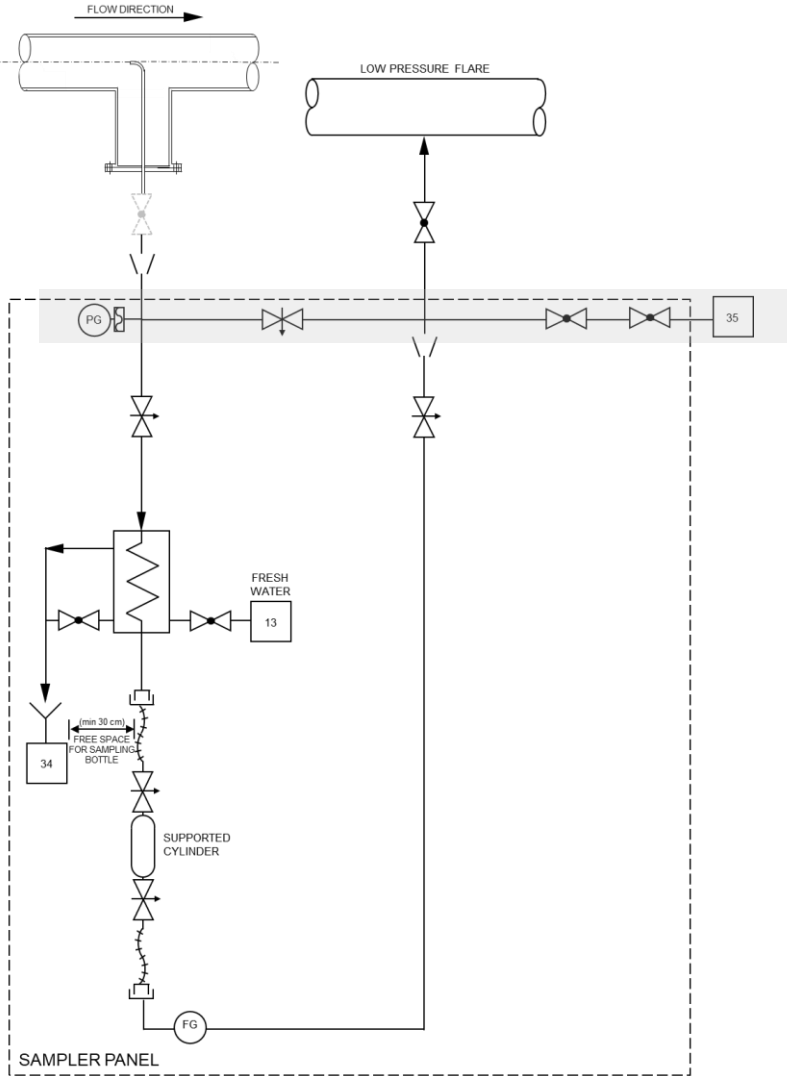 FLOW DIRECTION
LOW PRESSURE FLARE
PG
35
FRESH
WATER
13
(min 30 cm)
FREE SPACE
FOR SAMPLING
BOTTLE
34
SUPPORTED
CYLINDER
FG
SAMPLER PANEL